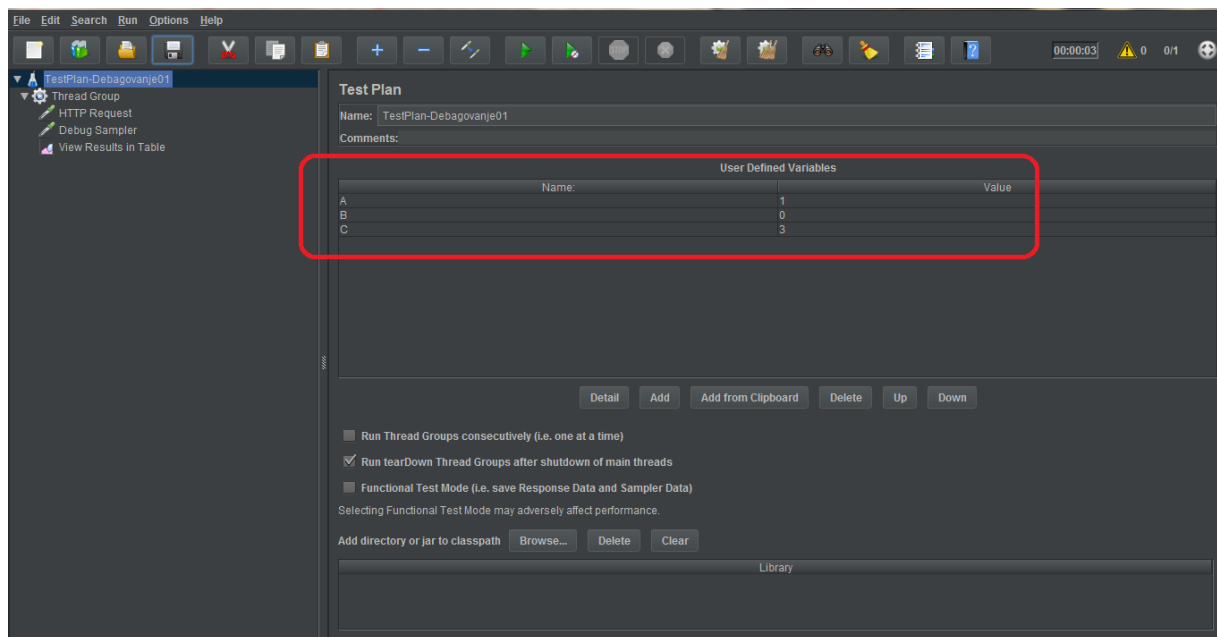 File Edit Search Run Options Help
00:00:03 0 0/1
TestPlan-Debagovanje01
Thread Group
HTTP Request
Debug Sampler
View Results in Table
Test Plan
Name: TestPlan-Debagovanje01
Comments:
User Defined Variables
Name: Value
A 1
B 0
C 3
Detail Add Add from Clipboard Delete Up Down
Run Thread Groups consecutively (i.e. one at a time)
Run tearDown Thread Groups after shutdown of main threads
Functional Test Mode (i.e. save Response Data and Sampler Data)
Selecting Functional Test Mode may adversely affect performance.
Add directory or jar to classpath Browse... Delete Clear
Library